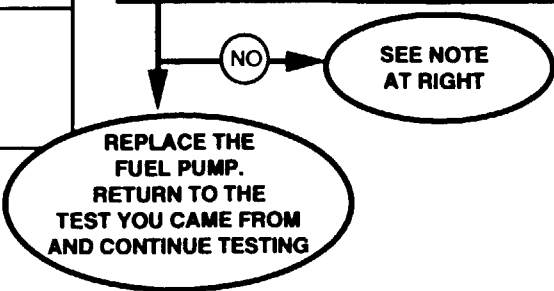 NO
SEE NOTE
AT RIGHT
REPLACE THE
FUEL PUMP.
RETURN TO THE
TEST YOU CAME FROM
AND CONTINUE TESTING